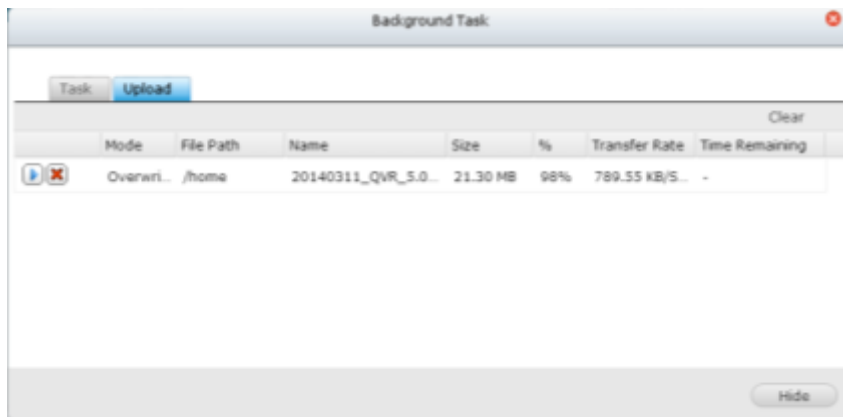 Background Task
Task Upload
Clear
Mode File Path Name Size % Transfer Rate Time Remaining
Overwri... /home 20140311_QVR_5.0... 21.30 MB 98% 789.55 KB/S... -
Hide